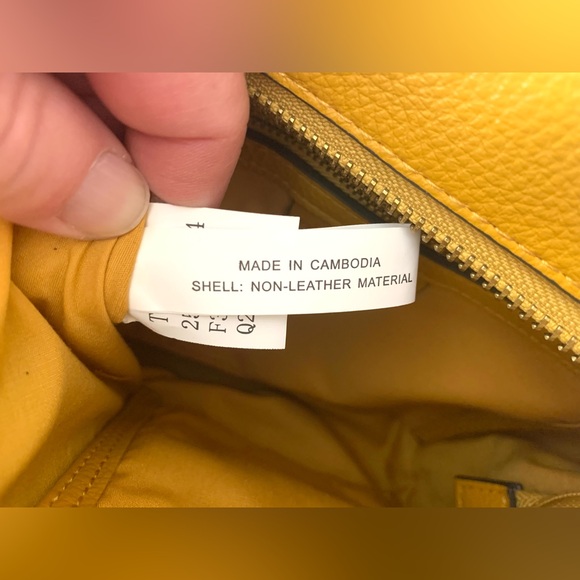 MADE IN CAMBODIA
SHELL: NON-LEATHER MATERIAL